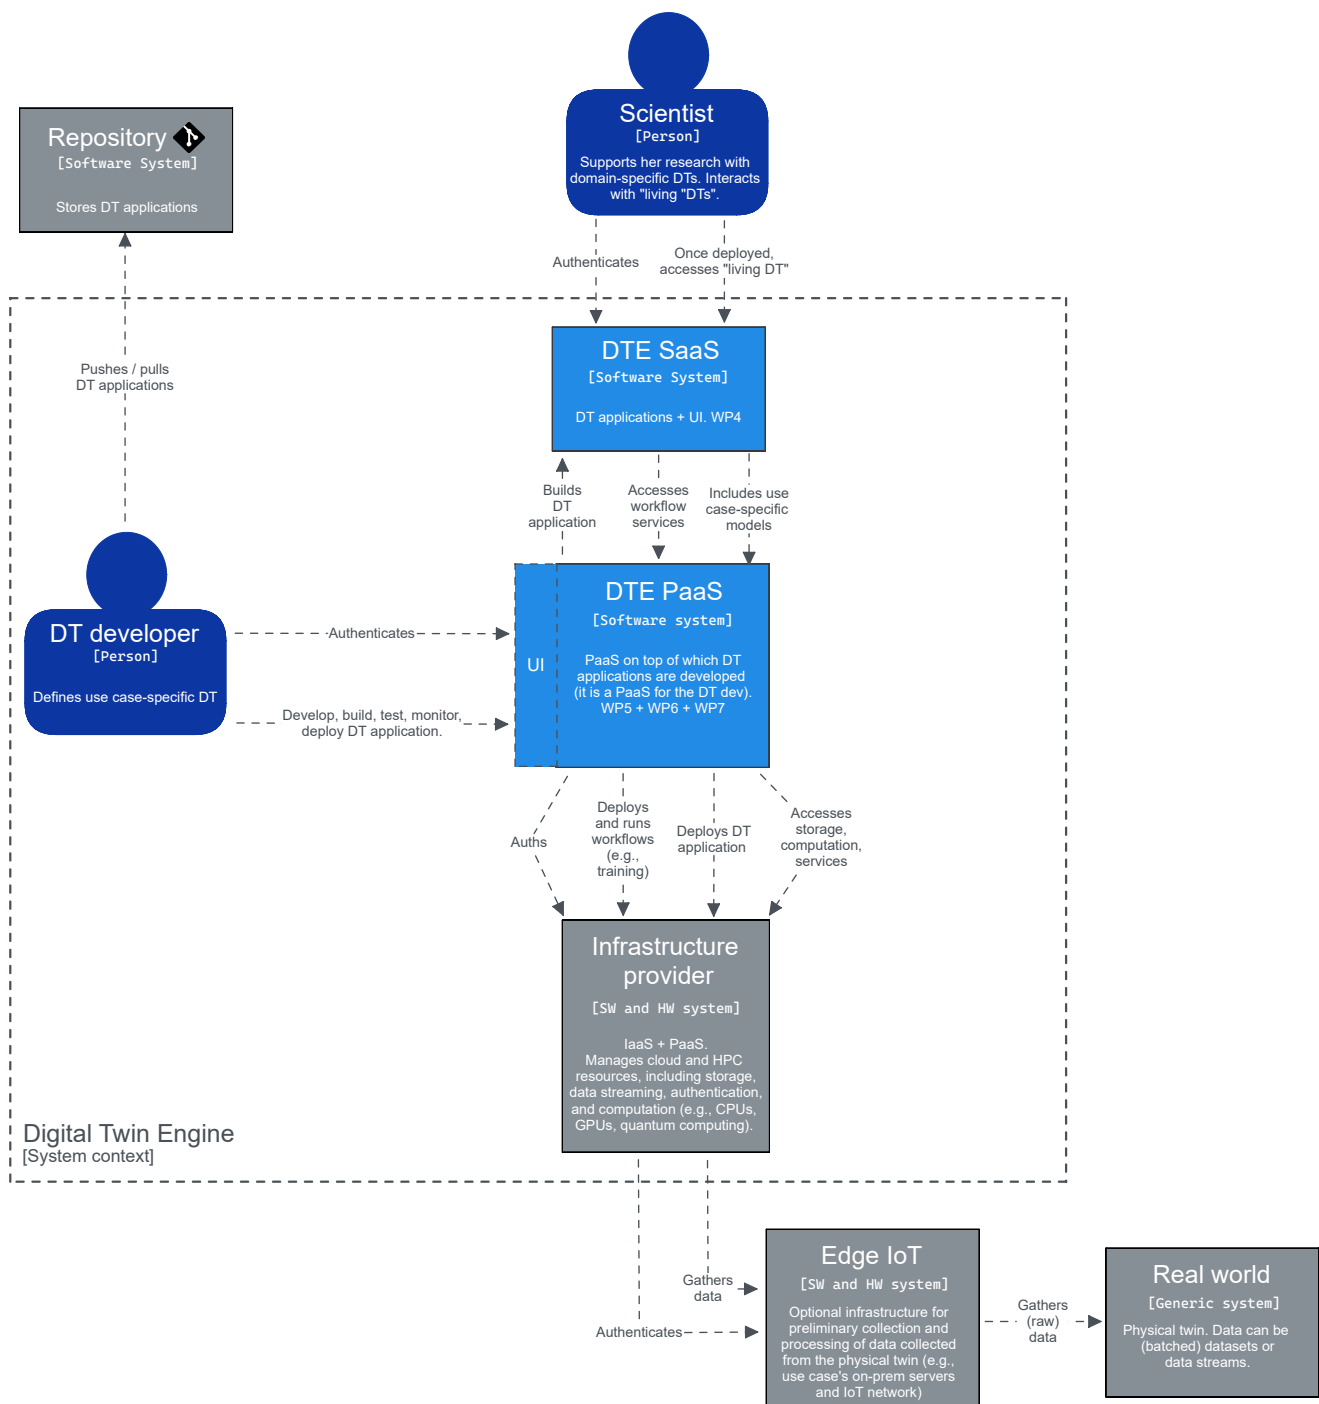 Scientist
[Person]
Supports her research with
domain-specific DTs. Interacts
with "living "DTs".
Repository
[Software System]
Stores DT applications
Authenticates
Once deployed,
accesses "living DT"
DTE SaaS
[Software System]
DT applications + UI. WP4
Pushes / pulls
DT applications
Builds
DT
application
Accesses
workflow
services
Includes use
case-specific
models
DT developer
[Person]
Defines use case-specific DT
Authenticates
Develop, build, test, monitor,
deploy DT application.
UI
DTE PaaS
[Software system]
PaaS on top of which DT
applications are developed
(it is a PaaS for the DT dev).
WP5 + WP6 + WP7
Auths
Deploys
and runs
workflows
(e.g.,
training)
Deploys DT
application
Accesses
storage,
computation,
services
Infrastructure
provider
[SW and HW system]
IaaS + PaaS.
Manages cloud and HPC
resources, including storage,
data streaming, authentication,
and computation (e.g., CPUs,
GPUs, quantum computing).
Digital Twin Engine
[System context]
Gathers
data
Authenticates
Edge IoT
[SW and HW system]
Optional infrastructure for
preliminary collection and
processing of data collected
from the physical twin (e.g.,
use case's on-prem servers
and IoT network)
Gathers
(raw)
data
Real world
[Generic system]
Physical twin. Data can be
(batched) datasets or
data streams.